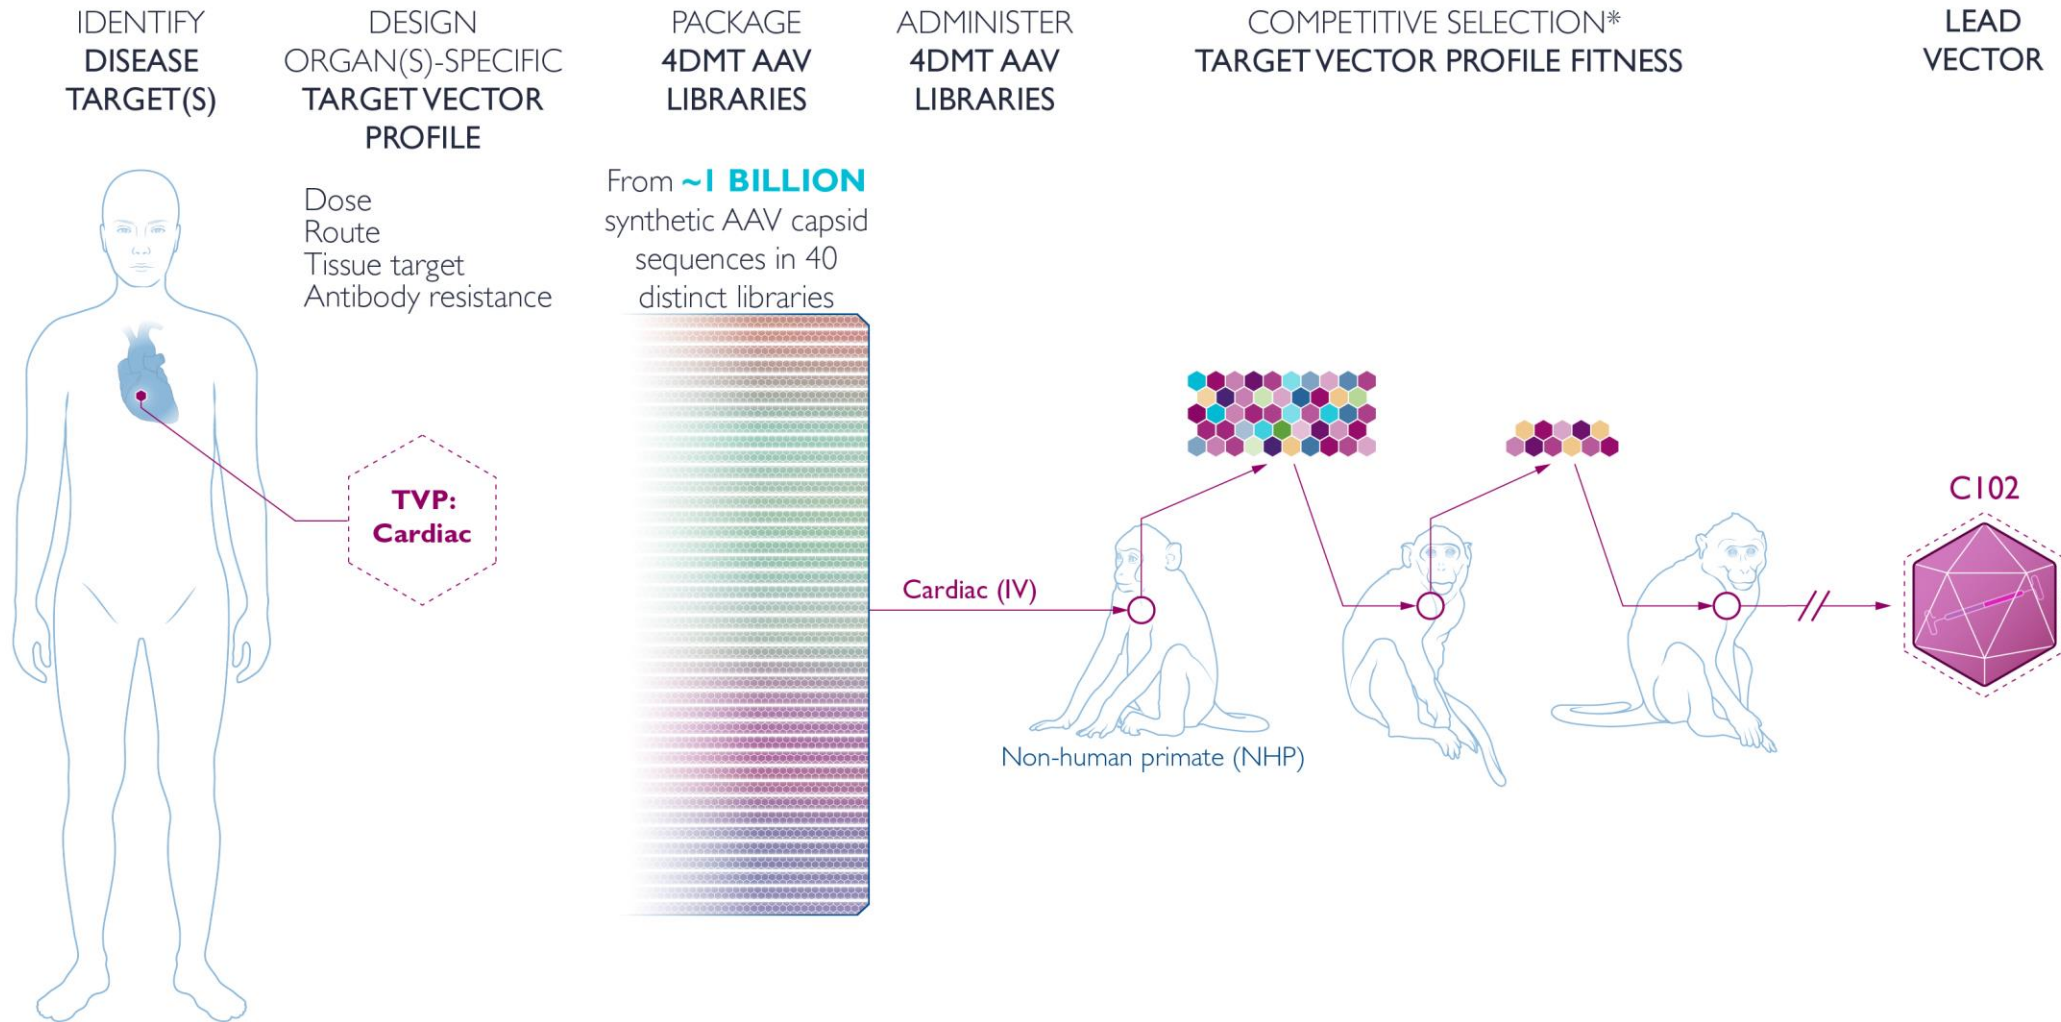 IDENTIFY
DISEASE
TARGET(S)
DESIGN
ORGAN(S)-SPECIFIC
TARGET VECTOR
PROFILE
PACKAGE
4DMT AAV
LIBRARIES
ADMINISTER
4DMT AAV
LIBRARIES
COMPETITIVE SELECTION*
TARGET VECTOR PROFILE FITNESS
LEAD
VECTOR
Dose
Route
Tissue target
Antibody resistance
From ~1 BILLION
synthetic AAV capsid
sequences in 40
distinct libraries
TVP:
Cardiac
Cardiac (IV)
Non-human primate (NHP)
C102